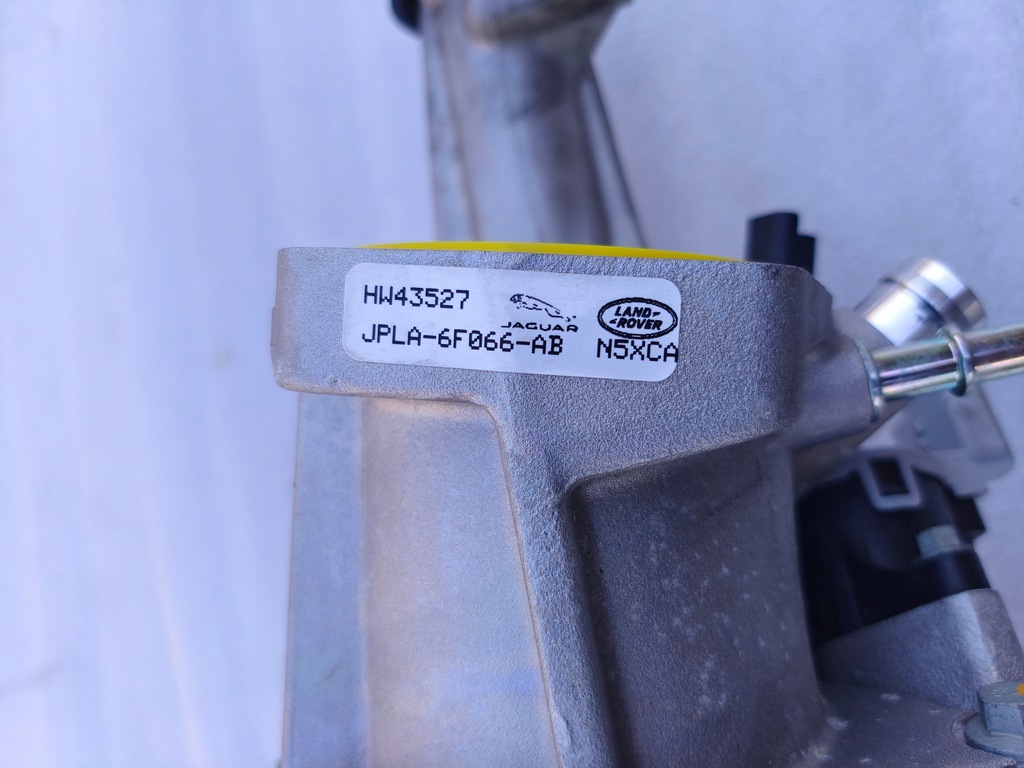 HW43527
JAGUAR
LAND-
-ROVER
JPLA-6F066-AB N5XCA